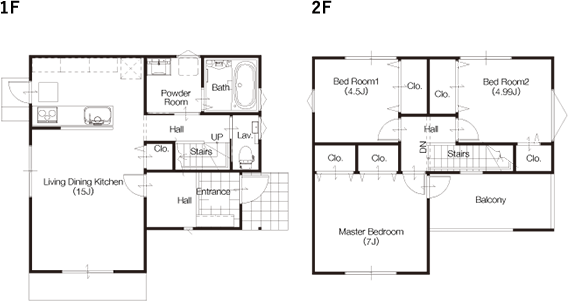 1F
Powder
Room
Bath
Hall
UP
Lav.
Clo.
Stairs
Living Dining Kitchen
(15J)
Entrance
Hall
2F
Bed Room1
(4.5J)
Clo.
Clo.
Bed Room2
(4.99J)
Hall
DN
Stairs
Clo.
Clo.
Clo.
Balcony
Master Bedroom
(7J)